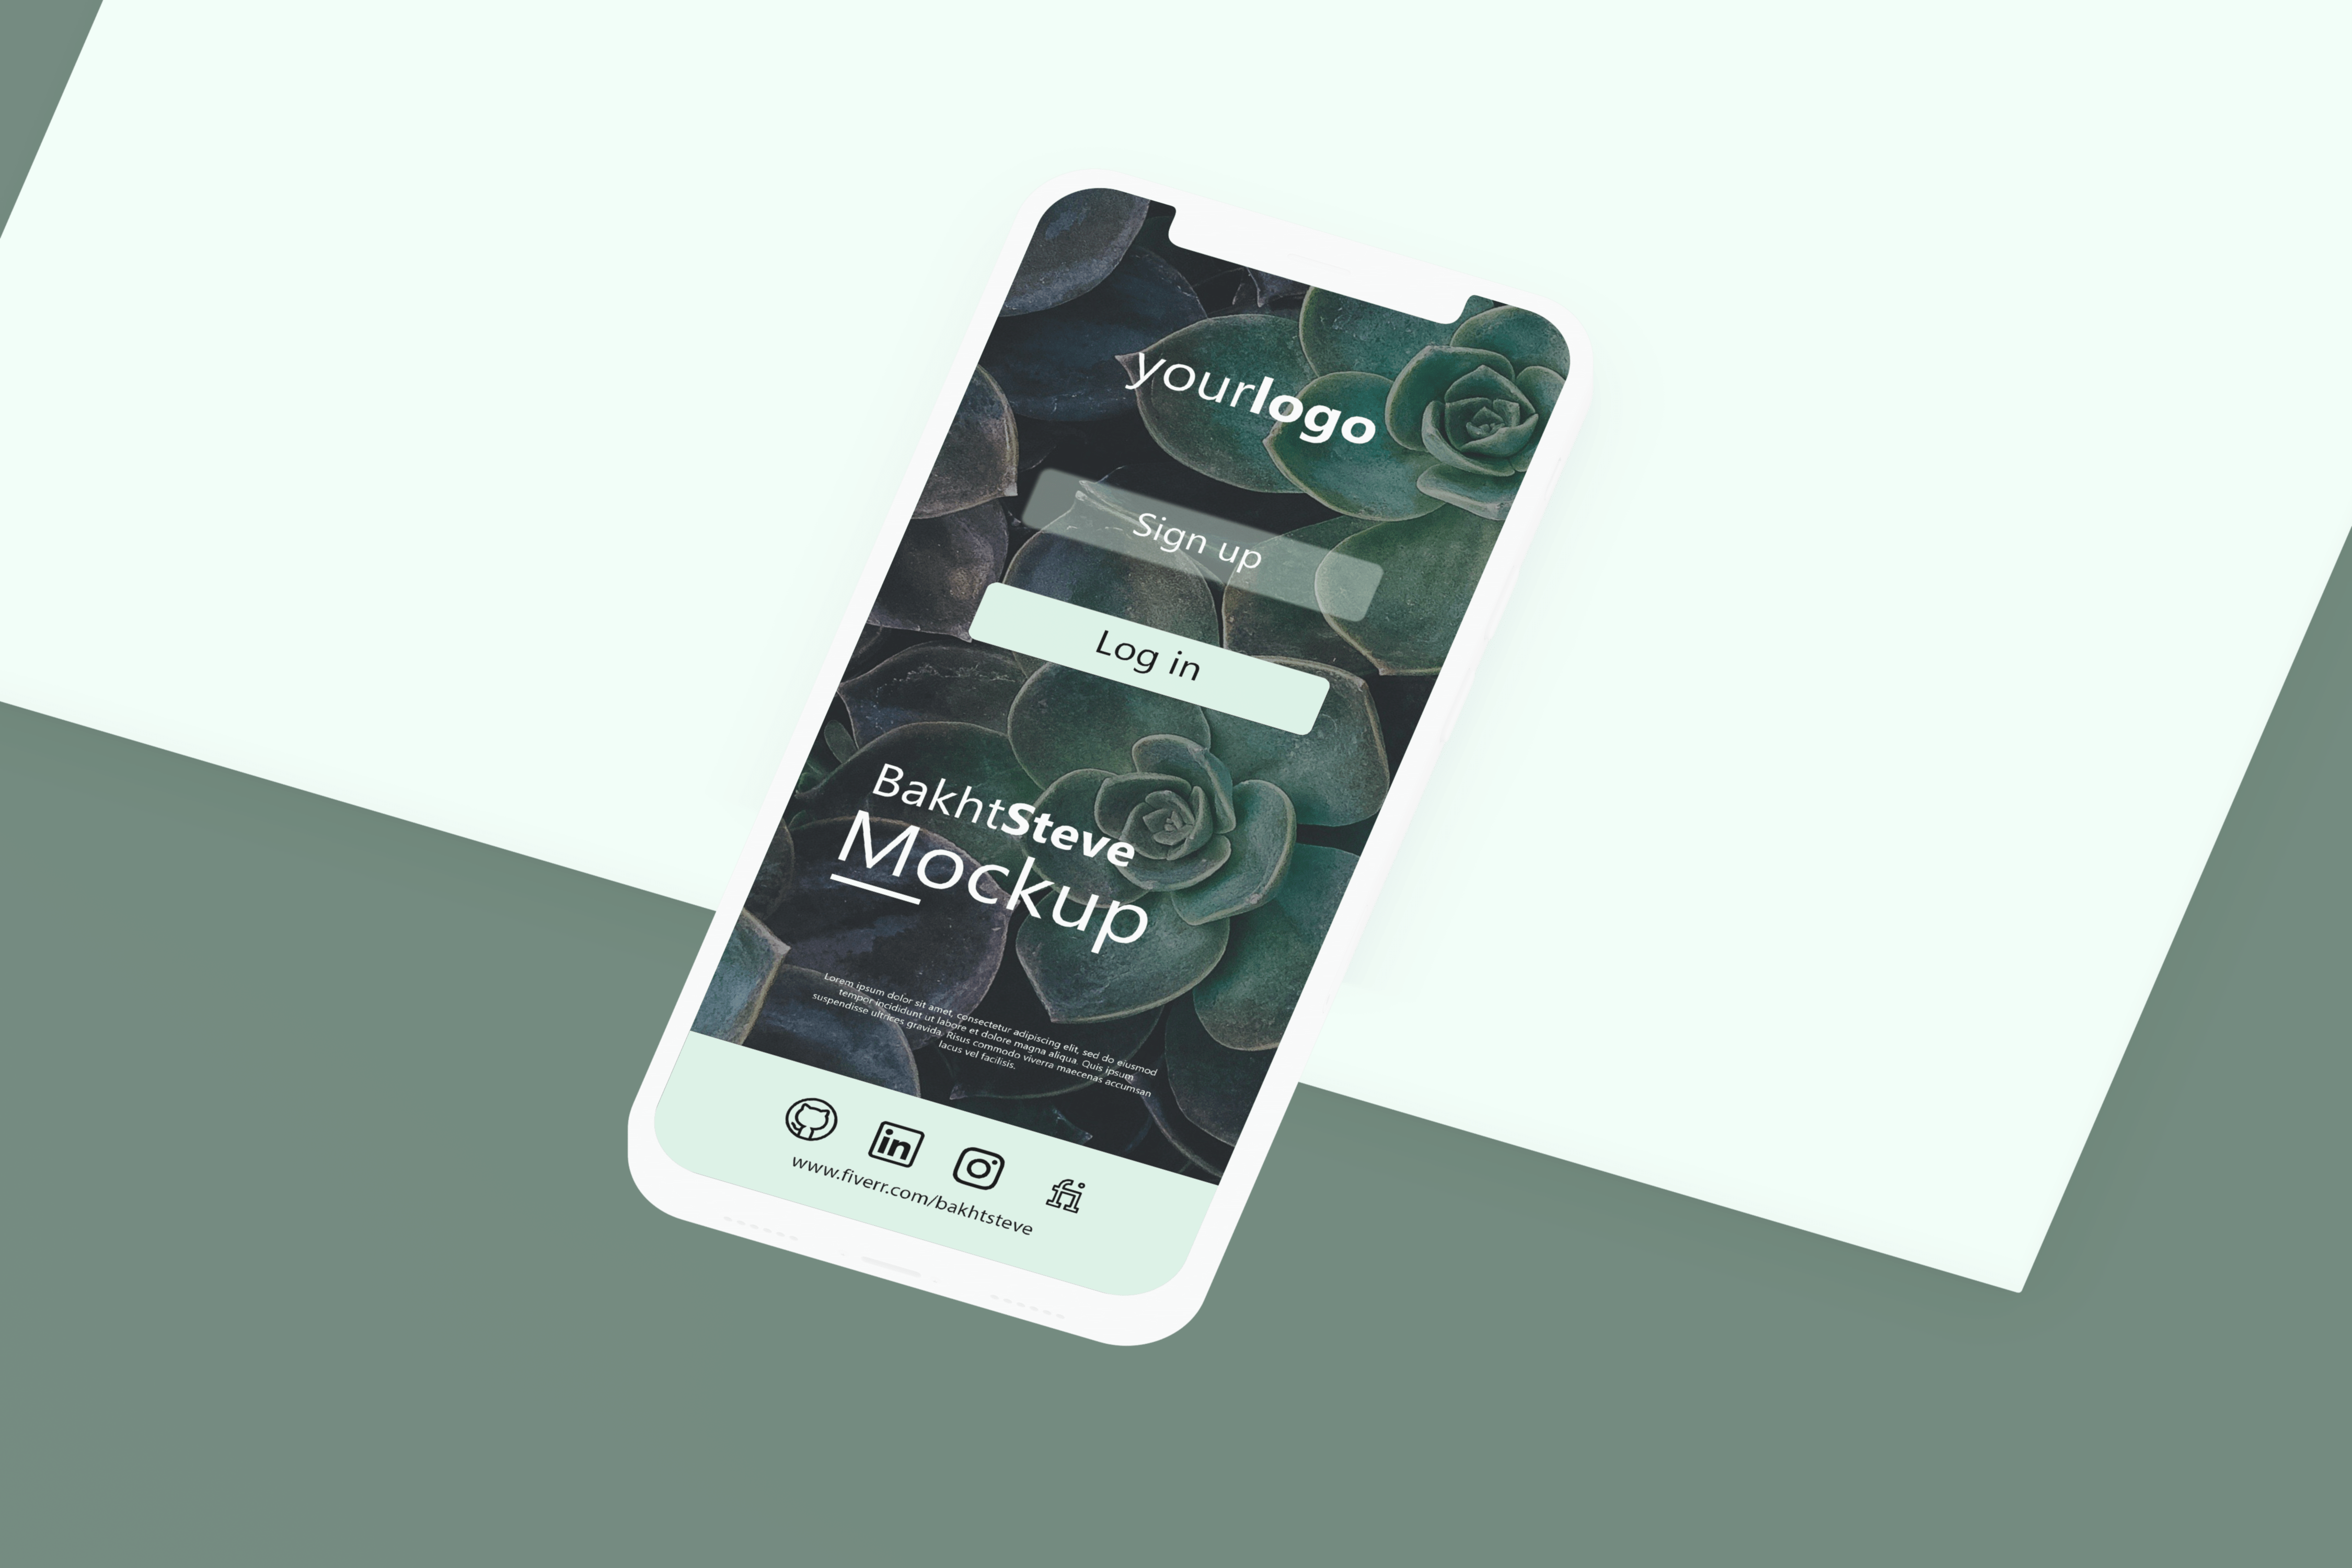 yourlogo
Sign up
Log in
BakhtSteve
Mockup
Lorem ipsum dolor sit amet, consectetur adipiscing elit, sed do eiusmod
tempor incididunt ut labore et dolore magna aliqua. Quis ipsum
suspendisse ultrices gravida. Risus commodo viverra maecenas accumsan
lacus vel facilisis.
in
fi
www.fiverr.com/bakhtsteve